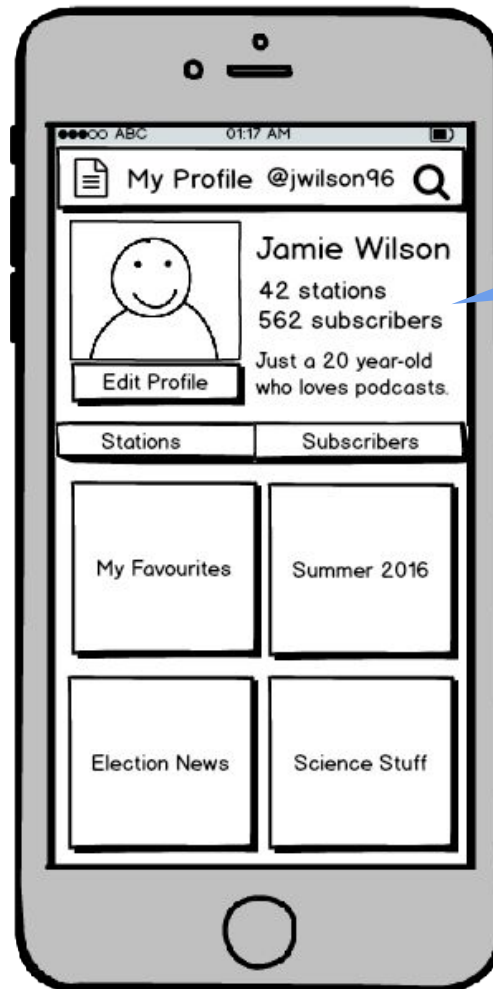 ABC 01:17 AM
My Profile @jwilson96
Jamie Wilson
42 stations
562 subscribers
Just a 20 year-old
who loves podcasts.
Edit Profile
Stations Subscribers
My Favourites Summer 2016
Election News Science Stuff